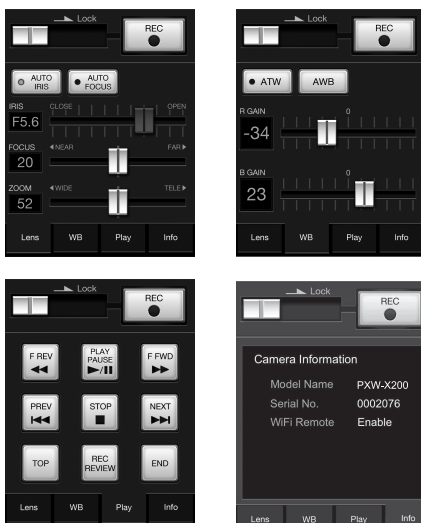 Lock
REC
AUTO IRIS
AUTO FOCUS
IRIS
CLOSE
OPEN
F5.6
FOCUS
NEAR
FAR
20
ZOOM
WIDE
TELE
52
Lens WB Play Info
Lock
REC
ATW
AWB
R GAIN
0
-34
B GAIN
0
23
Lens WB Play Info
Lock
REC
F REV
PLAY PAUSE
F FWD
PREV
STOP
NEXT
TOP
REC REVIEW
END
Lens WB Play Info
Lock
REC
Camera Information
Model Name PXW-X200
Serial No. 0002076
WiFi Remote Enable
Lens WB Play Info